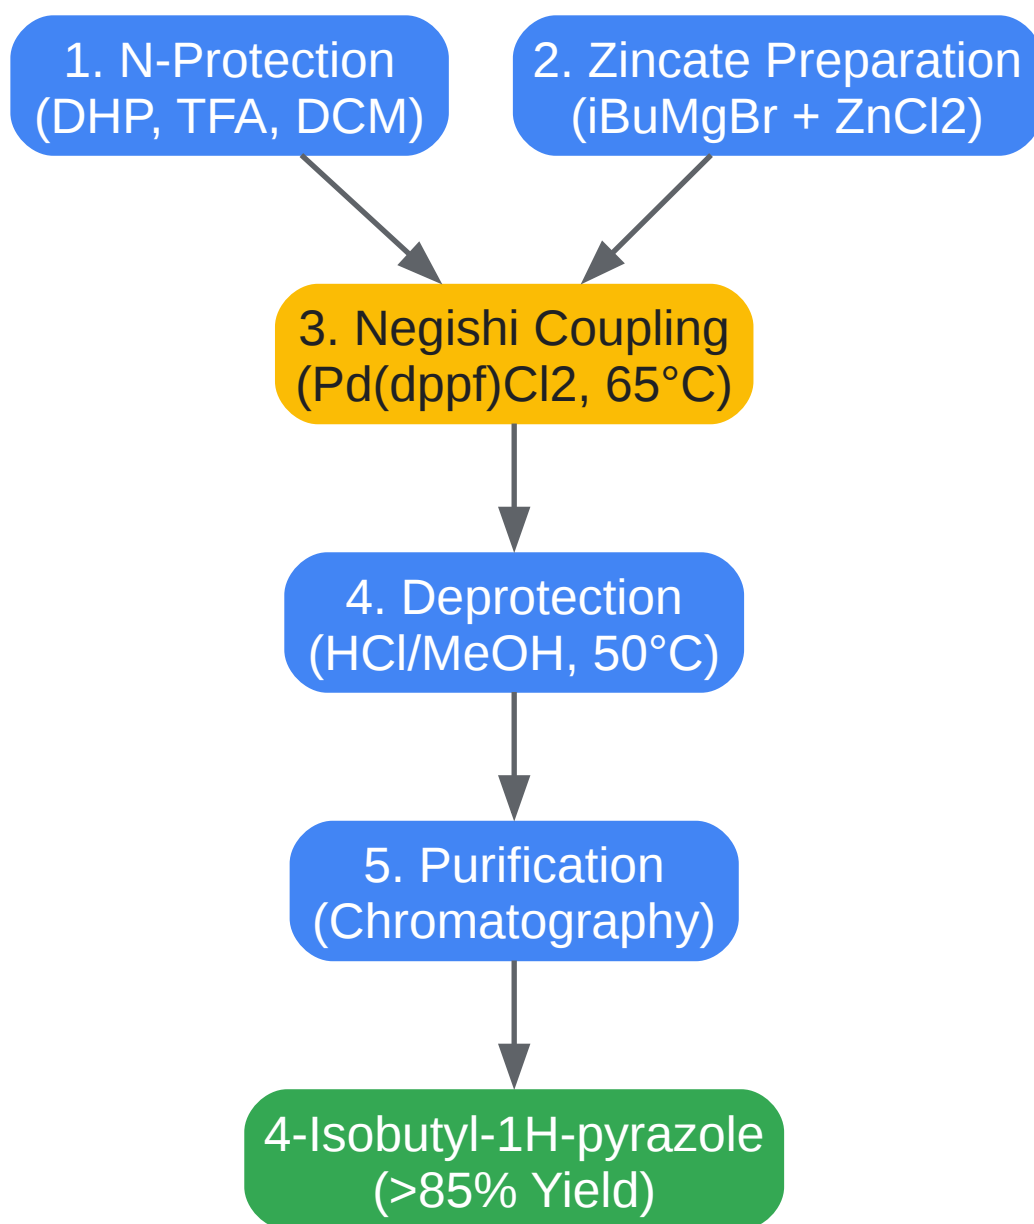 1. N-Protection
(DHP, TFA, DCM)
2. Zincate Preparation
(iBuMgBr + ZnCl2)
3. Negishi Coupling
(Pd(dppf)Cl2, 65°C)
4. Deprotection
(HCl/MeOH, 50°C)
5. Purification
(Chromatography)
4-Isobutyl-1H-pyrazole
(>85% Yield)